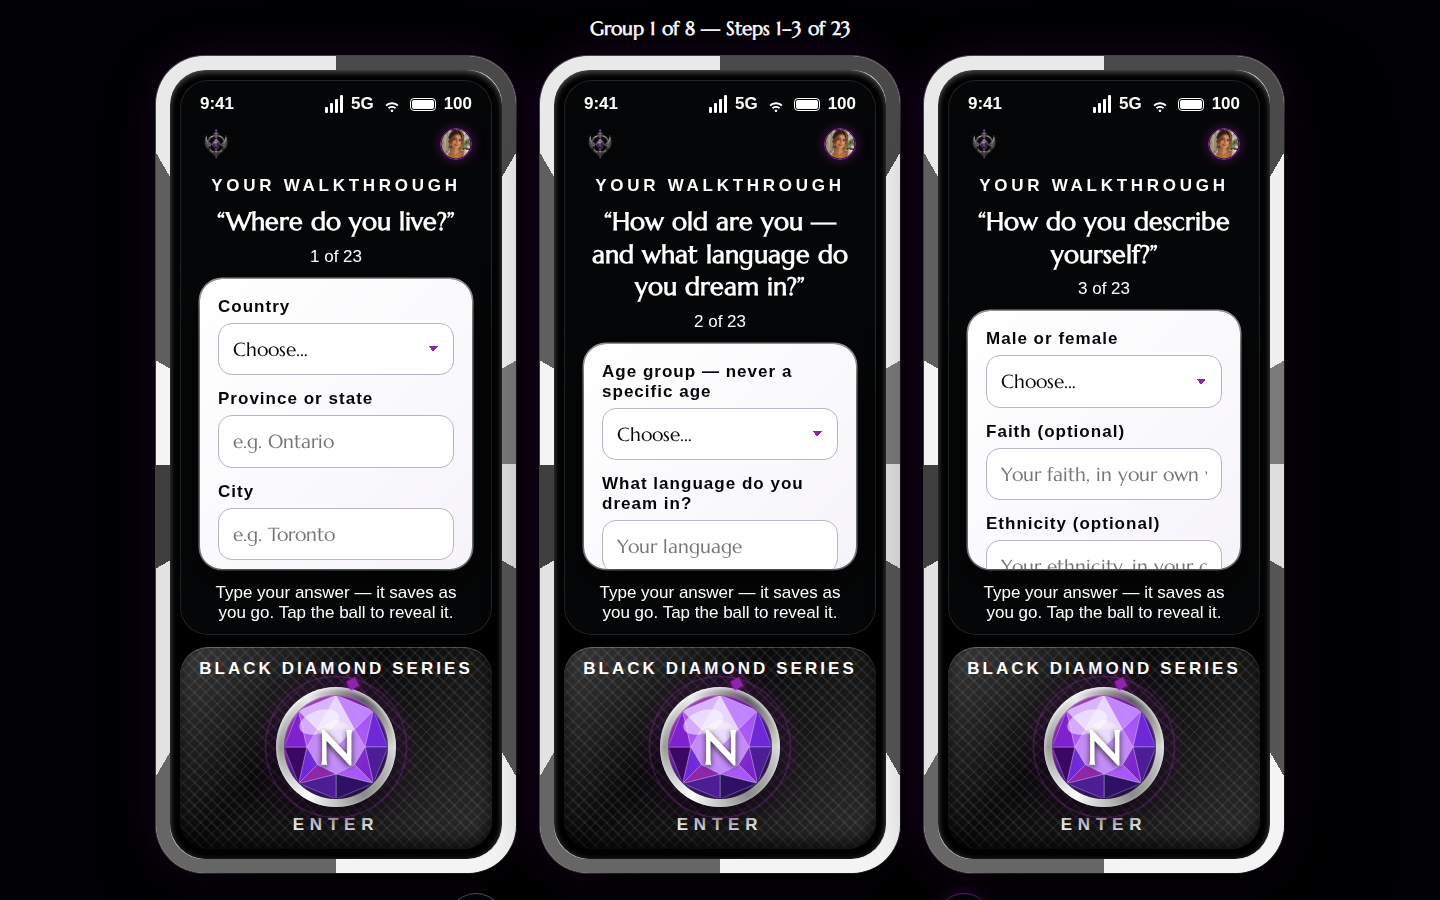 Group 1 of 8 — Steps 1–3 of 23
9:41
5G
100
YOUR WALKTHROUGH
“Where do you live?”
1 of 23
Country
Choose...
Province or state
e.g. Ontario
City
e.g. Toronto
Type your answer — it saves as
you go. Tap the ball to reveal it.
BLACK DIAMOND SERIES
N
ENTER
9:41
5G
100
YOUR WALKTHROUGH
“How old are you —
and what language do
you dream in?”
2 of 23
Age group — never a
specific age
Choose...
What language do you
dream in?
Your language
Type your answer — it saves as
you go. Tap the ball to reveal it.
BLACK DIAMOND SERIES
N
ENTER
9:41
5G
100
YOUR WALKTHROUGH
“How do you describe
yourself?”
3 of 23
Male or female
Choose...
Faith (optional)
Your faith, in your own
Ethnicity (optional)
Your ethnicity, in your
Type your answer — it saves as
you go. Tap the ball to reveal it.
BLACK DIAMOND SERIES
N
ENTER